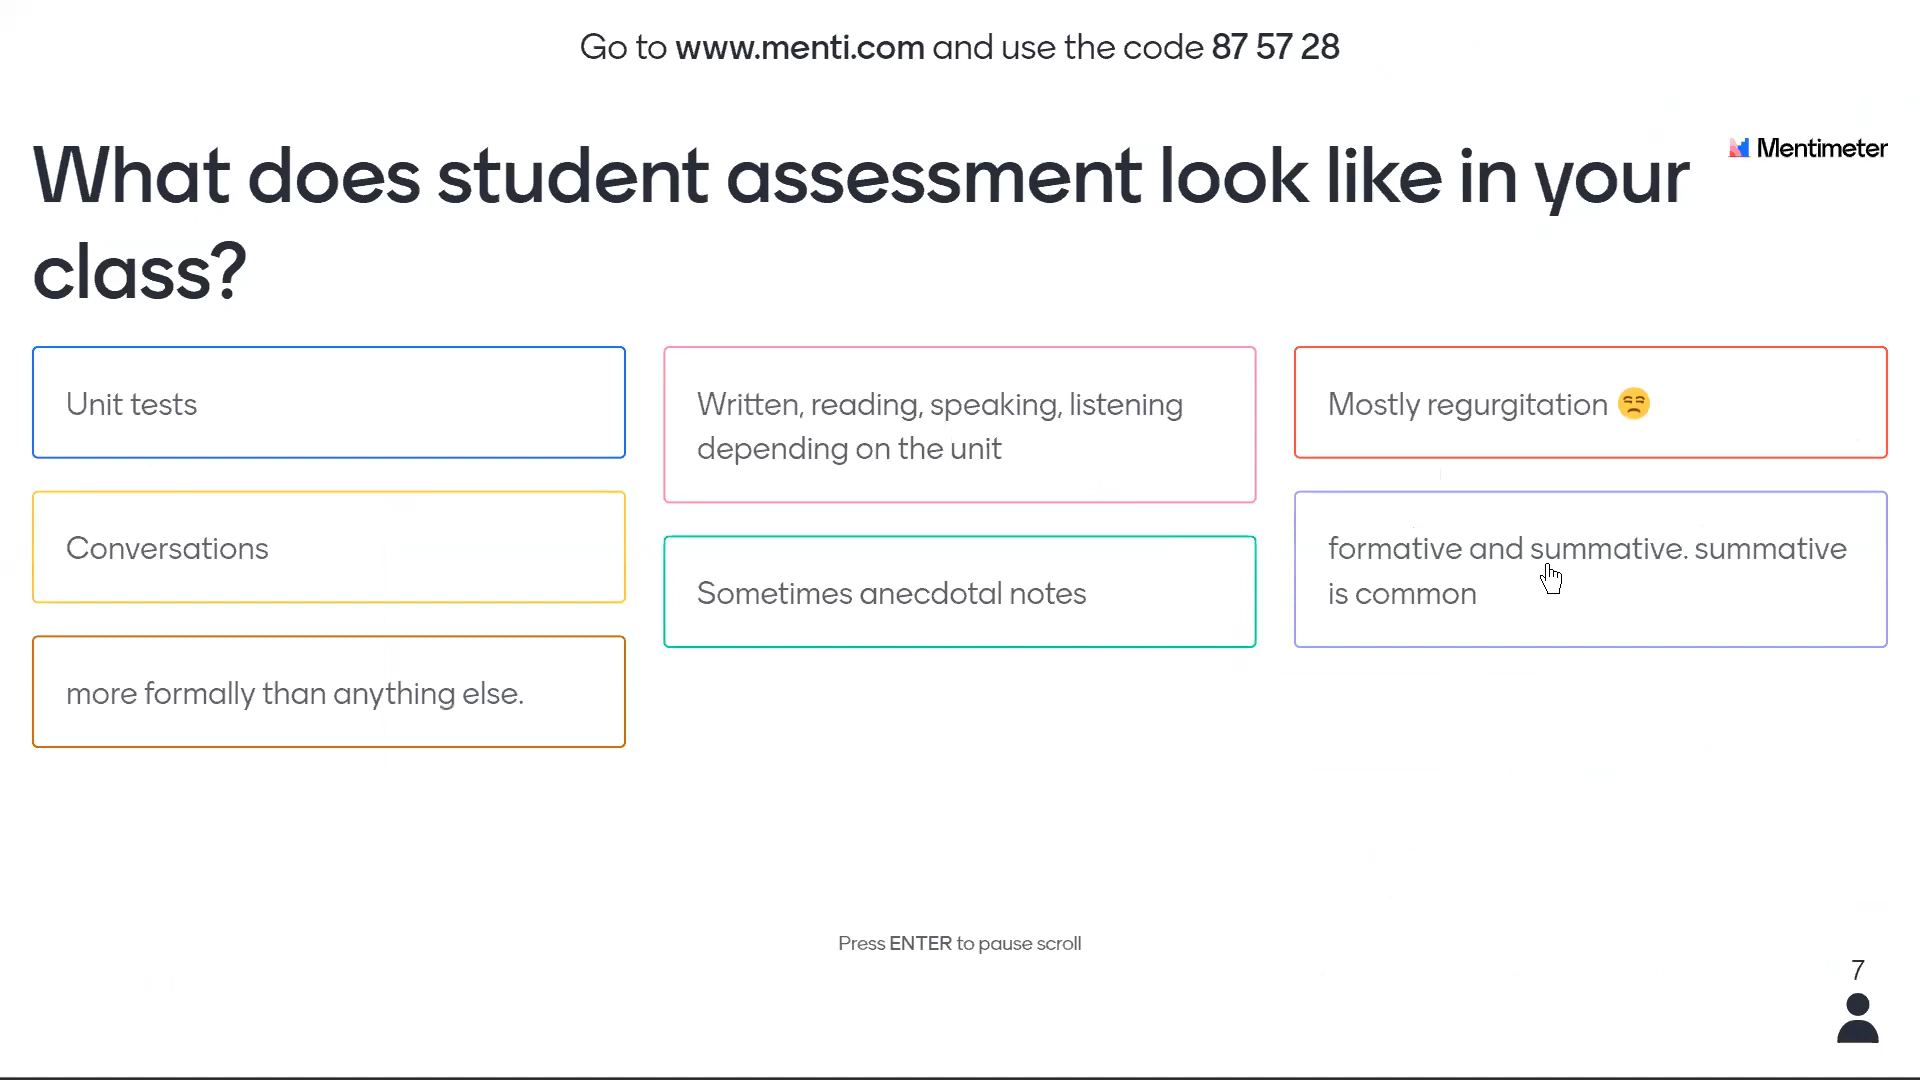 Go to www.menti.com and use the code 87 57 28
Mentimeter
What does student assessment look like in your
class?
Unit tests
Conversations
more formally than anything else.
Written, reading, speaking, listening
depending on the unit
Sometimes anecdotal notes
Mostly regurgitation 😒
formative and summative. summative
is common
Press ENTER to pause scroll
7